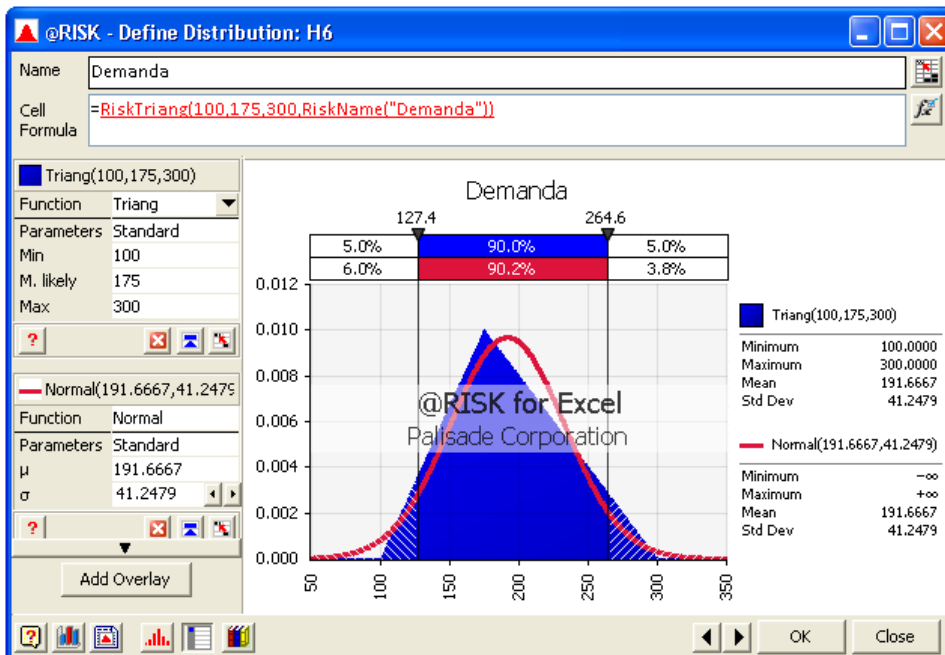 @RISK - Define Distribution: H6
Name Demanda
Cell Formula =RiskTriang(100,175,300,RiskName("Demanda"))
Triang(100,175,300)
Function Triang
Parameters Standard
Min 100
M. likely 175
Max 300
?
Normal(191.6667,41.2479
Function Normal
Parameters Standard
μ 191.6667
σ 41.2479
?
Add Overlay
Demanda
127.4 264.6
5.0% 90.0% 5.0%
6.0% 90.2% 3.8%
0.012
0.010
0.008
0.006
0.004
0.002
0.000
50 100 150 200 250 300 350
@RISK for Excel
Palisade Corporation
Triang(100,175,300)
Minimum 100.0000
Maximum 300.0000
Mean 191.6667
Std Dev 41.2479
Normal(191.6667,41.2479)
Minimum −∞
Maximum +∞
Mean 191.6667
Std Dev 41.2479
?
OK Close